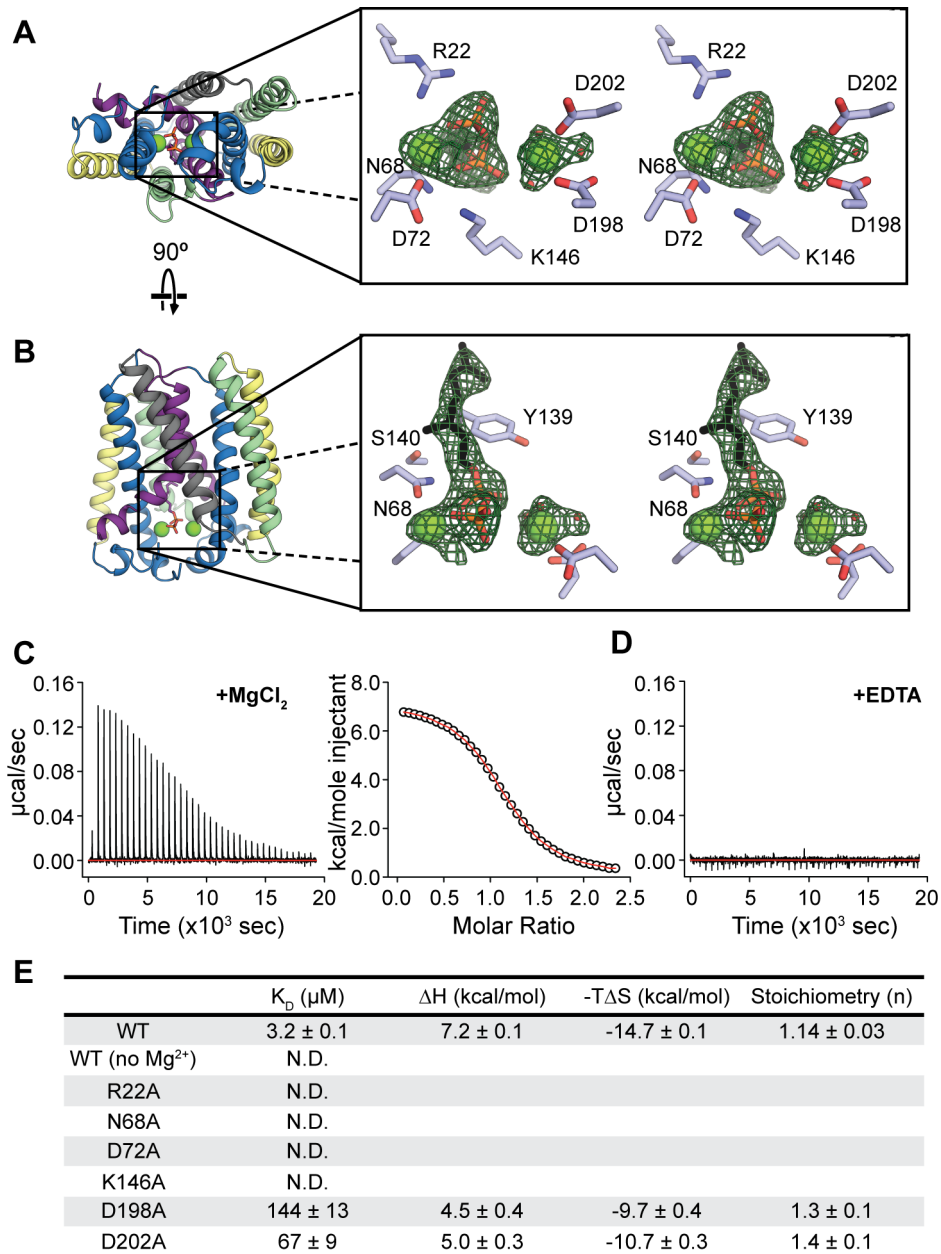 A
R22
D202
N68
D72
D198
K146
R22
D202
N68
D72
D198
K146
90º
B
Y139
S140
N68
Y139
S140
N68
C
D
+MgCl₂
0.16
0.12
0.08
0.04
0.00
µcal/sec
0 5 10 15 20
Time (x10³ sec)
8.0
6.0
4.0
2.0
0.0
kcal/mole injectant
0.0 0.5 1.0 1.5 2.0 2.5
Molar Ratio
+EDTA
0.16
0.12
0.08
0.04
0.00
µcal/sec
0 5 10 15 20
Time (x10³ sec)
E
K_D (µM) ΔH (kcal/mol) -TΔS (kcal/mol) Stoichiometry (n)
WT 3.2 ± 0.1 7.2 ± 0.1 -14.7 ± 0.1 1.14 ± 0.03
WT (no Mg²⁺) N.D.
R22A N.D.
N68A N.D.
D72A N.D.
K146A N.D.
D198A 144 ± 13 4.5 ± 0.4 -9.7 ± 0.4 1.3 ± 0.1
D202A 67 ± 9 5.0 ± 0.3 -10.7 ± 0.3 1.4 ± 0.1